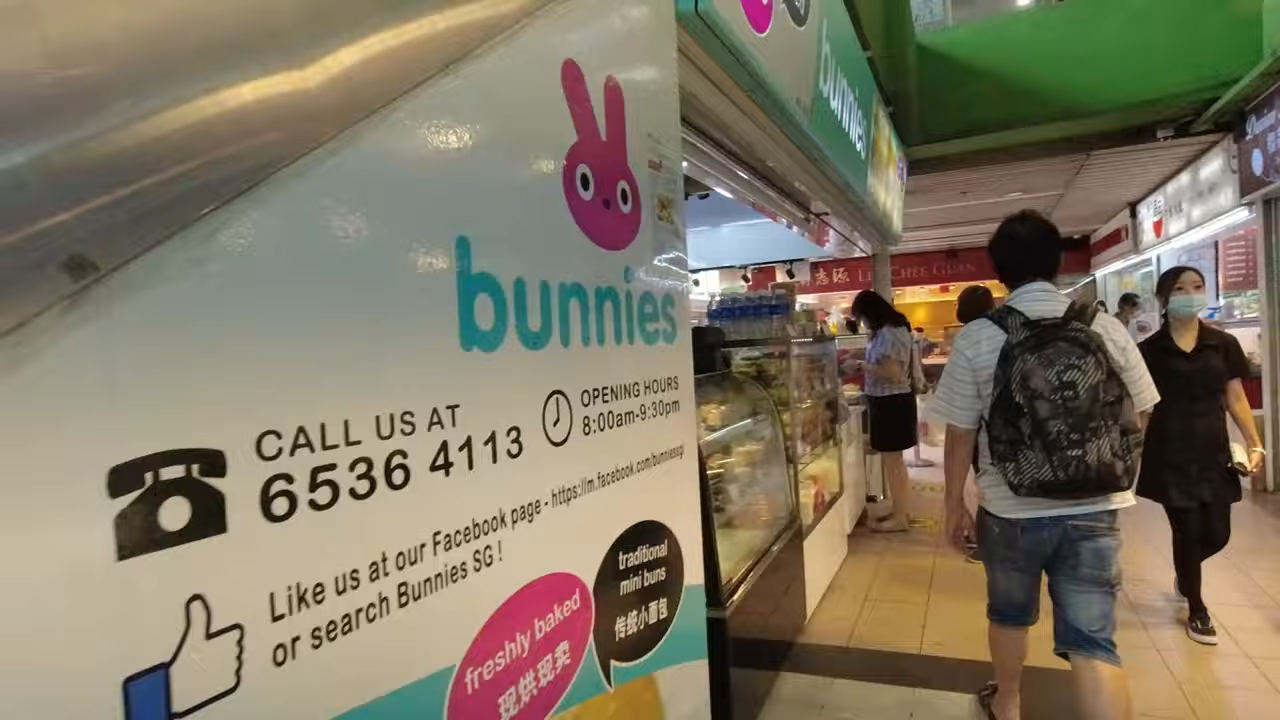 bunnies
CALL US AT
6536 4113
OPENING HOURS
8:00am-9:30pm
Like us at our Facebook page - https://m.facebook.com/bunniessg/
or search Bunnies SG !
freshly baked
现烘现卖
traditional
mini buns
传统小面包
bunnies
志源 LEE CHEE GUAN